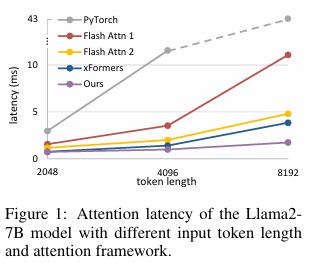 43
10
5
0
latency (ms)
PyTorch
Flash Attn 1
Flash Attn 2
xFormers
Ours
2048
4096
8192
token length
Figure 1: Attention latency of the Llama2-
7B model with different input token length
and attention framework.